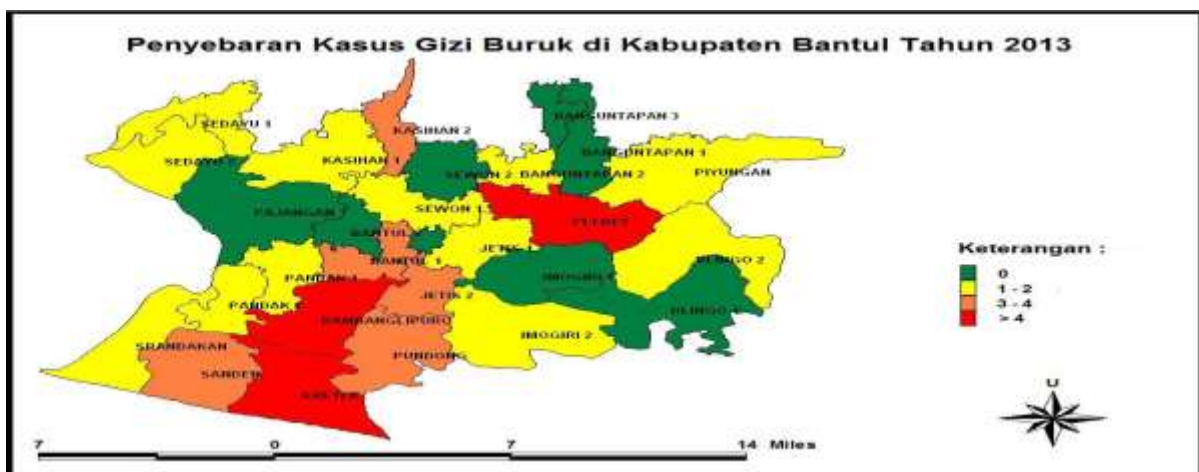 Penyebaran Kasus Gizi Buruk di Kabupaten Bantul Tahun 2013
BANGUNTAPAN 3
SEDAYU 1
KASIHAN 2
BANGUNTAPAN 1
SEDAYU 2
KASIHAN 1
SEWON 2
BANGUNTAPAN 2
PIYUNGAN
PAJANGAN
SEWON 1
PLERET
BANTUL
JETIS 1
BANTUL 1
DLINGO 2
PANDAK 1
IMOGIRI 1
JETIK 2
PANDAK
DLINGO 1
BAMBANGLIPURO
IMOGIRI 2
SRANDAKAN
PUNDONG
SANDEN
KRETEK
Keterangan :
0
1 - 2
3 - 4
> 4
U
7 0 7 14 Miles